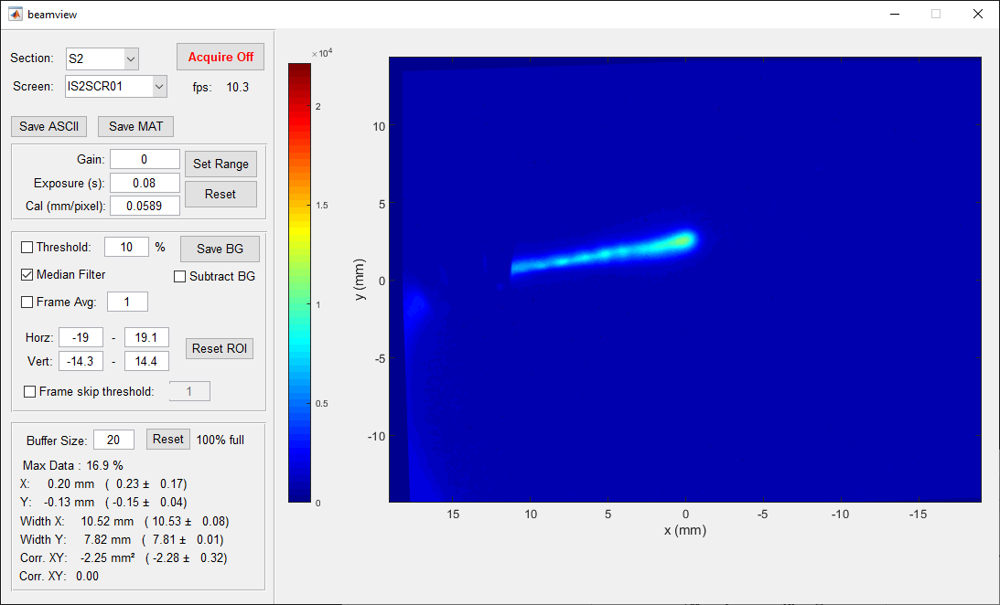 beamview
Section: S2
Acquire Off
Screen: IS2SCR01
fps: 10.3
Save ASCII
Save MAT
Gain: 0
Set Range
Exposure (s): 0.08
Reset
Cal (mm/pixel): 0.0589
Threshold: 10 %
Save BG
Median Filter
Subtract BG
Frame Avg: 1
Horz: -19 - 19.1
Reset ROI
Vert: -14.3 - 14.4
Frame skip threshold: 1
Buffer Size: 20 Reset 100% full
Max Data : 16.9 %
X: 0.20 mm ( 0.23 ± 0.17)
Y: -0.13 mm ( -0.15 ± 0.04)
Width X: 10.52 mm ( 10.53 ± 0.08)
Width Y: 7.82 mm ( 7.81 ± 0.01)
Corr. XY: -2.25 mm² ( -2.28 ± 0.32)
Corr. XY: 0.00
×10⁴
2
1.5
1
0.5
0
10
5
0
-5
-10
y (mm)
15 10 5 0 -5 -10 -15
x (mm)